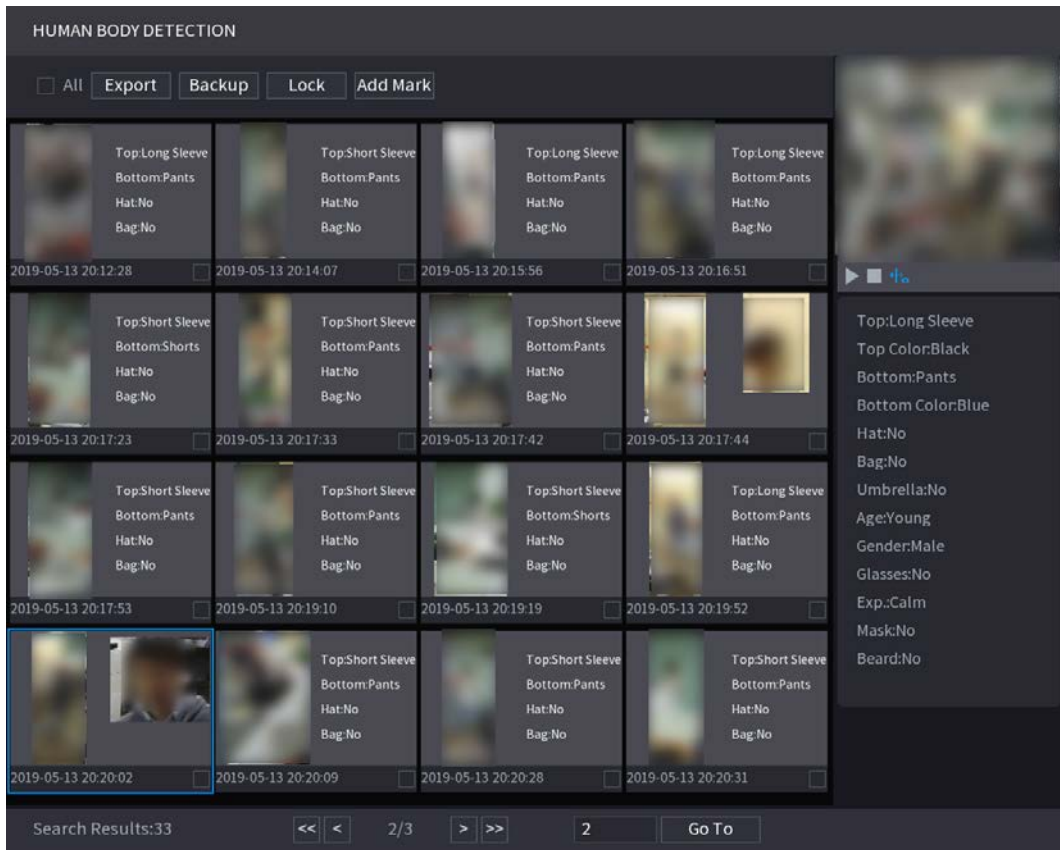 HUMAN BODY DETECTION
All Export Backup Lock Add Mark
Top:Long Sleeve
Bottom:Pants
Hat:No
Bag:No
2019-05-13 20:12:28
Top:Short Sleeve
Bottom:Pants
Hat:No
Bag:No
2019-05-13 20:14:07
Top:Long Sleeve
Bottom:Pants
Hat:No
Bag:No
2019-05-13 20:15:56
Top:Long Sleeve
Bottom:Pants
Hat:No
Bag:No
2019-05-13 20:16:51
Top:Short Sleeve
Bottom:Shorts
Hat:No
Bag:No
2019-05-13 20:17:23
Top:Short Sleeve
Bottom:Pants
Hat:No
Bag:No
2019-05-13 20:17:33
Top:Short Sleeve
Bottom:Pants
Hat:No
Bag:No
2019-05-13 20:17:42
2019-05-13 20:17:44
Top:Short Sleeve
Bottom:Pants
Hat:No
Bag:No
2019-05-13 20:17:53
Top:Short Sleeve
Bottom:Pants
Hat:No
Bag:No
2019-05-13 20:19:10
Top:Short Sleeve
Bottom:Shorts
Hat:No
Bag:No
2019-05-13 20:19:19
Top:Long Sleeve
Bottom:Pants
Hat:No
Bag:No
2019-05-13 20:19:52
2019-05-13 20:20:02
Top:Short Sleeve
Bottom:Pants
Hat:No
Bag:No
2019-05-13 20:20:09
Top:Short Sleeve
Bottom:Pants
Hat:No
Bag:No
2019-05-13 20:20:28
Top:Short Sleeve
Bottom:Pants
Hat:No
Bag:No
2019-05-13 20:20:31
Top:Long Sleeve
Top Color:Black
Bottom:Pants
Bottom Color:Blue
Hat:No
Bag:No
Umbrella:No
Age:Young
Gender:Male
Glasses:No
Exp.:Calm
Mask:No
Beard:No
Search Results:33 << < 2/3 > >> 2 Go To